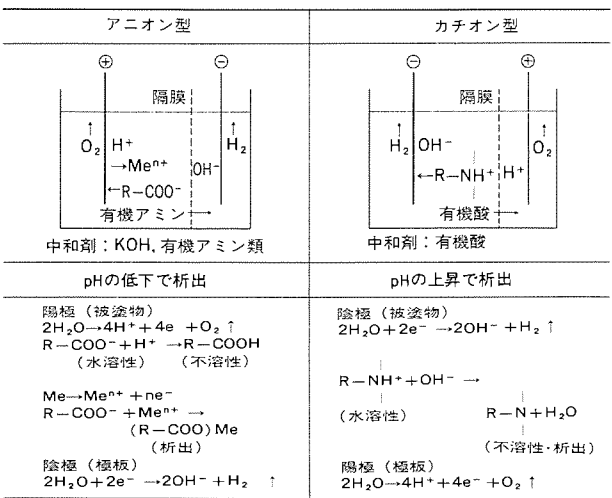 アニオン型
⊕ ⊖
隔膜
↑ ↑
O₂ H⁺ H₂
→Meⁿ⁺ OH⁻
←R−COO⁻
有機アミン→
中和剤：KOH, 有機アミン類
pHの低下で析出
陽極（被塗物）
2H₂O→4H⁺+4e +O₂↑
R−COO⁻+H⁺ →R−COOH
（水溶性） （不溶性）
Me→Meⁿ⁺+ne⁻
R−COO⁻+Meⁿ⁺→
(R−COO)Me
（析出）
陰極（極板）
2H₂O+2e⁻ →2OH⁻+H₂ ↑
カチオン型
⊖ ⊕
隔膜
↑ ↑
H₂ OH⁻ O₂
←R−NH⁺ H⁺
有機酸→
中和剤：有機酸
pHの上昇で析出
陰極（被塗物）
2H₂O+2e⁻ →2OH⁻+H₂↑
R−NH⁺+OH⁻ →
（水溶性） R−N+H₂O
（不溶性・析出）
陽極（極板）
2H₂O→4H⁺+4e⁻+O₂↑